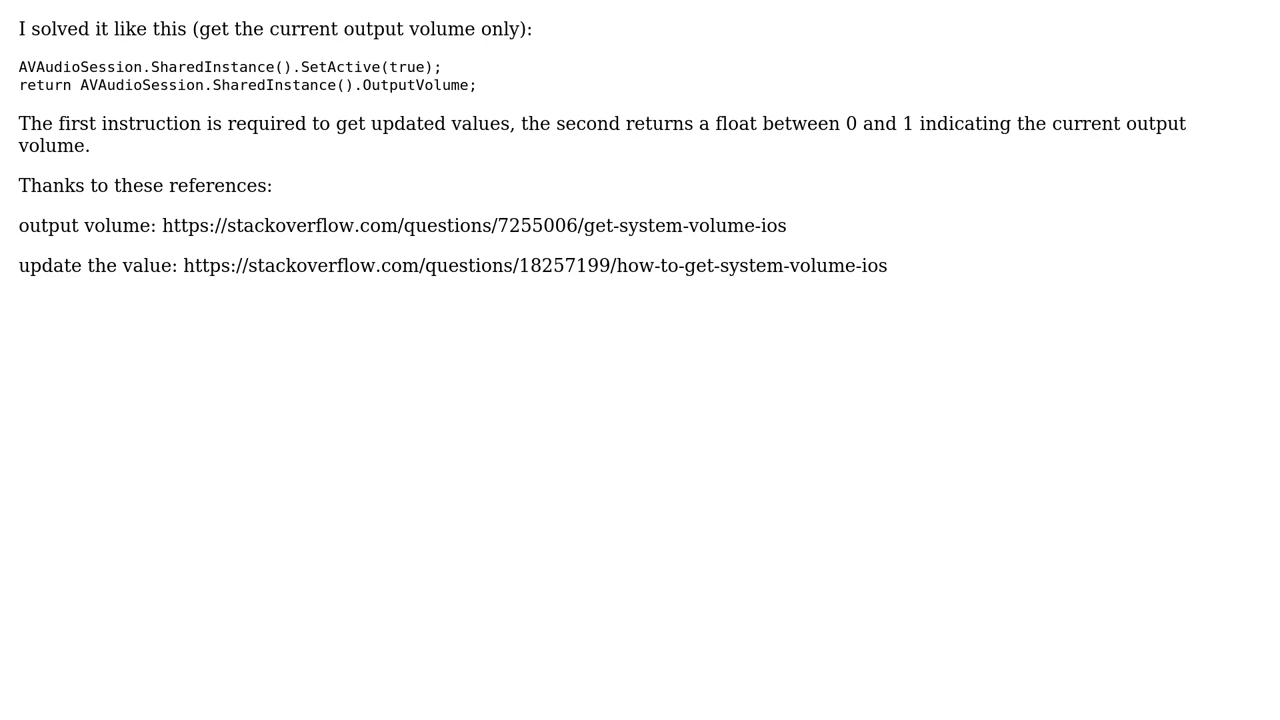 I solved it like this (get the current output volume only):
AVAudioSession.SharedInstance().SetActive(true);
return AVAudioSession.SharedInstance().OutputVolume;
The first instruction is required to get updated values, the second returns a float between 0 and 1 indicating the current output
volume.
Thanks to these references:
output volume: https://stackoverflow.com/questions/7255006/get-system-volume-ios
update the value: https://stackoverflow.com/questions/18257199/how-to-get-system-volume-ios